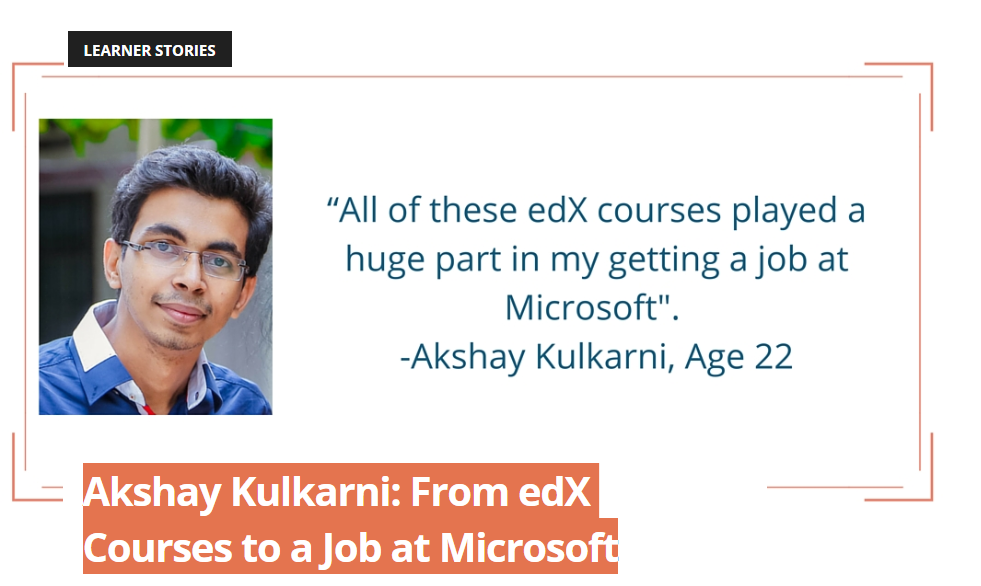 LEARNER STORIES
“All of these edX courses played a
huge part in my getting a job at
Microsoft".
-Akshay Kulkarni, Age 22
Akshay Kulkarni: From edX
Courses to a Job at Microsoft